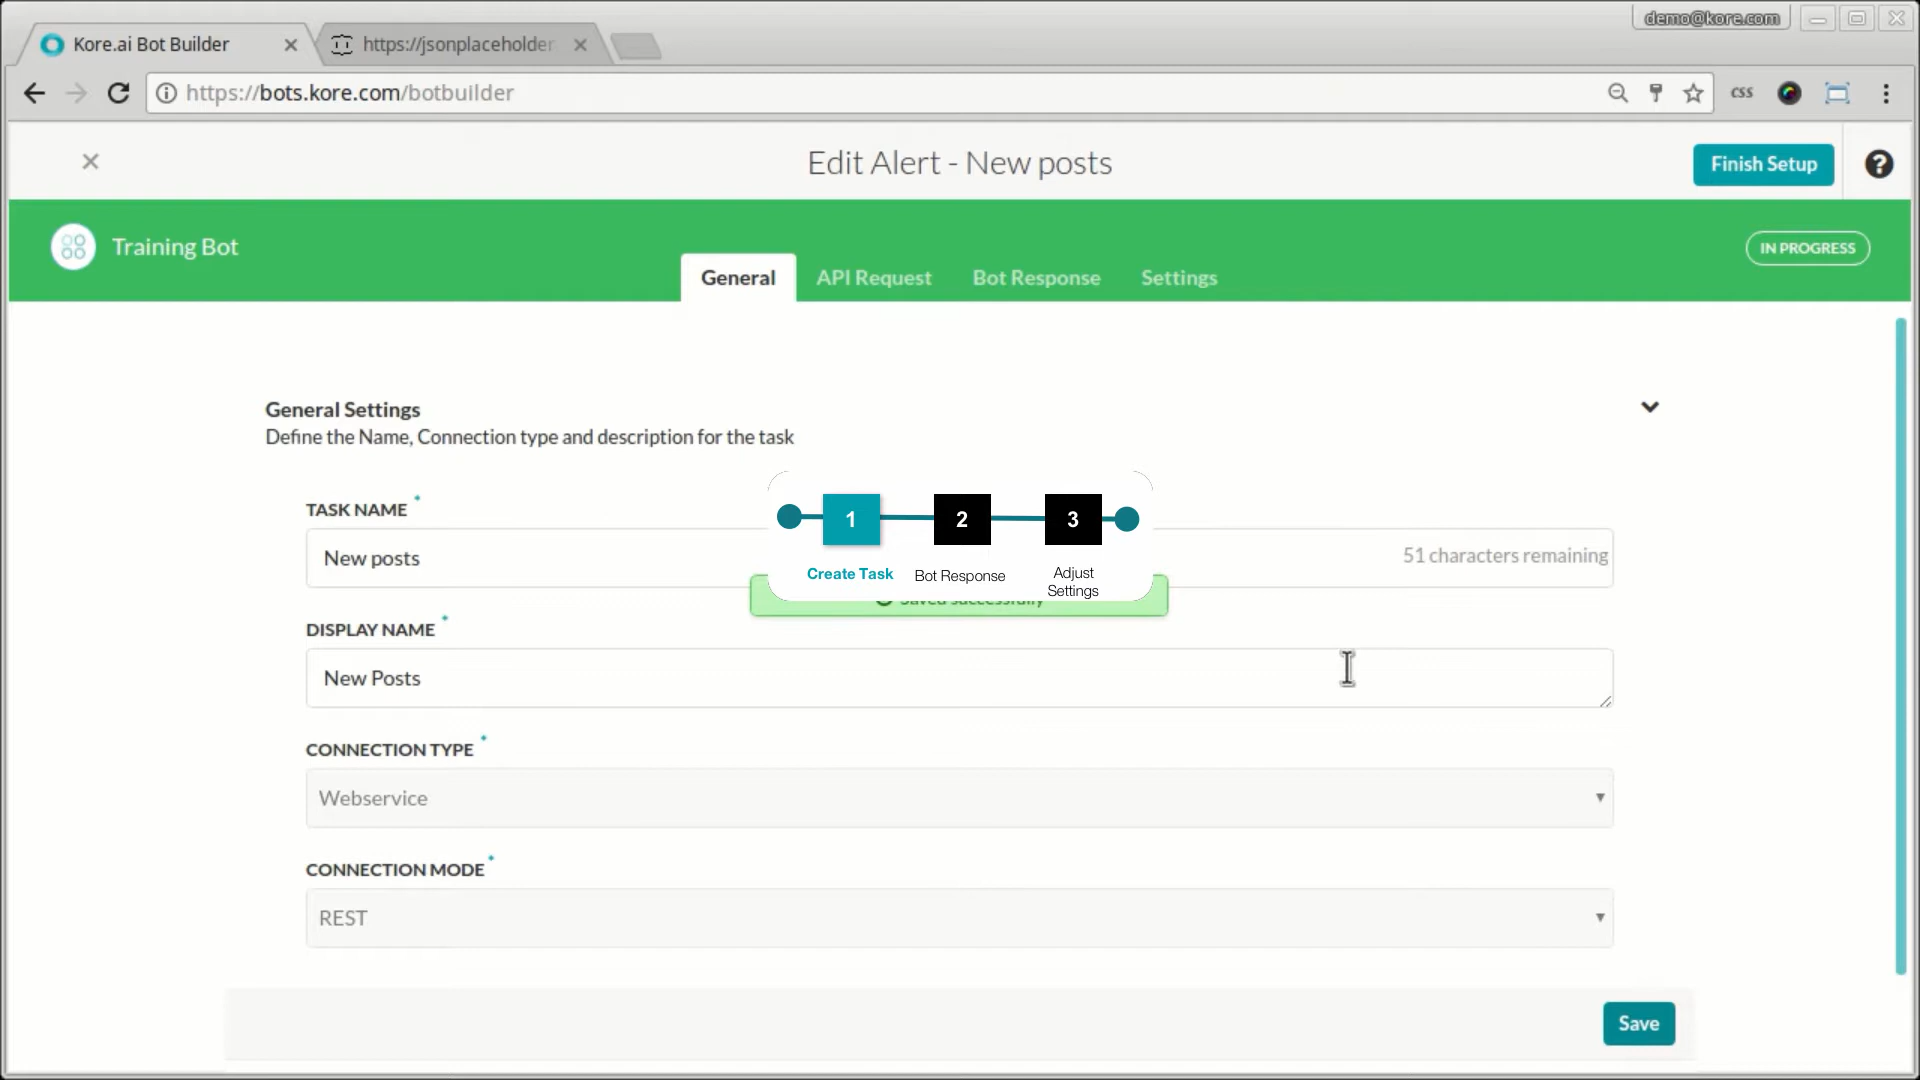 demo@kore.com
Kore.ai Bot Builder
https://jsonplaceholder
https://bots.kore.com/botbuilder
css
Edit Alert - New posts
Finish Setup
?
Training Bot
IN PROGRESS
General
API Request
Bot Response
Settings
General Settings
Define the Name, Connection type and description for the task
TASK NAME *
New posts
51 characters remaining
1
2
3
Create Task
Bot Response
Adjust
Settings
Saved successfully
DISPLAY NAME *
New Posts
CONNECTION TYPE *
Webservice
CONNECTION MODE *
REST
Save